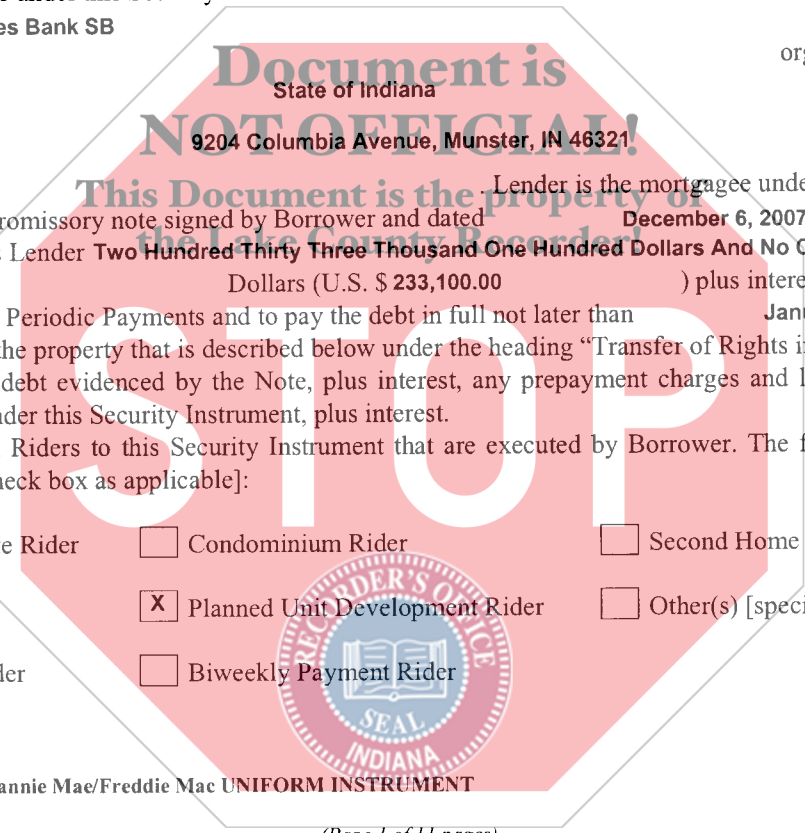 es Bank SB
org
State of Indiana
9204 Columbia Avenue, Munster, IN 46321
. Lender is the mortgagee unde
romissory note signed by Borrower and dated December 6, 2007
Lender Two Hundred Thirty Three Thousand One Hundred Dollars And No C
Dollars (U.S. $ 233,100.00 ) plus intere
Periodic Payments and to pay the debt in full not later than Janu
the property that is described below under the heading “Transfer of Rights i
debt evidenced by the Note, plus interest, any prepayment charges and l
nder this Security Instrument, plus interest.
Riders to this Security Instrument that are executed by Borrower. The f
heck box as applicable]:
e Rider Condominium Rider Second Home
X Planned Unit Development Rider Other(s) [speci
der Biweekly Payment Rider
annie Mae/Freddie Mac UNIFORM INSTRUMENT
(Page 1 of 11 pages)
Document is
NOT OFFICIAL!
This Document is the property of
the Lake County Recorder!
STOP
RECORDER'S OFFICE
SEAL
INDIANA